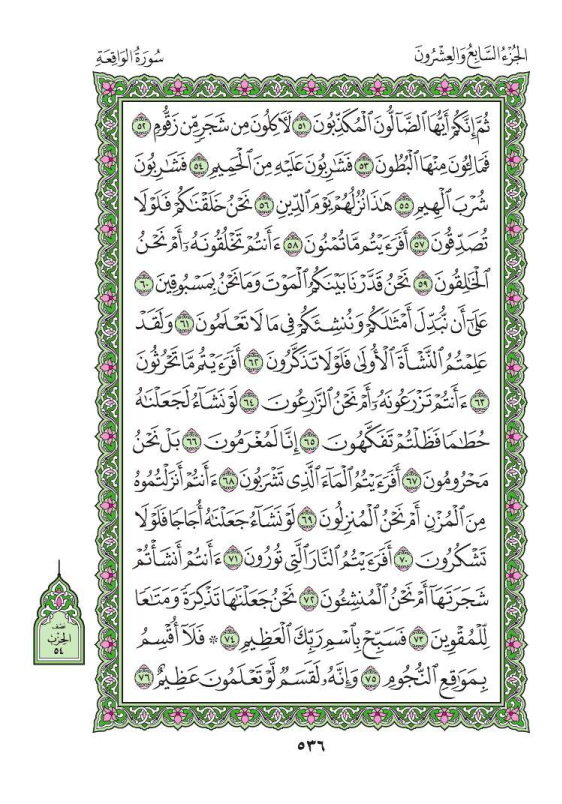 الجُزْءُ السَّابِعُ وَالعِشْرُونَ
سُورَةُ الوَاقِعَةِ
ثُمَّ إِنَّكُمْ أَيُّهَا ٱلضَّآلُّونَ ٱلْمُكَذِّبُونَ ٥١ لَأٓكِلُونَ مِن شَجَرٍ مِّن زَقُّومٍ ٥٢
فَمَالِـُٔونَ مِنْهَا ٱلْبُطُونَ ٥٣ فَشَٰرِبُونَ عَلَيْهِ مِنَ ٱلْحَمِيمِ ٥٤ فَشَٰرِبُونَ
شُرْبَ ٱلْهِيمِ ٥٥ هَٰذَا نُزُلُهُمْ يَوْمَ ٱلدِّينِ ٥٦ نَحْنُ خَلَقْنَٰكُمْ فَلَوْلَا
تُصَدِّقُونَ ٥٧ أَفَرَءَيْتُم مَّا تُمْنُونَ ٥٨ ءَأَنتُمْ تَخْلُقُونَهُۥٓ أَمْ نَحْنُ
ٱلْخَٰلِقُونَ ٥٩ نَحْنُ قَدَّرْنَا بَيْنَكُمُ ٱلْمَوْتَ وَمَا نَحْنُ بِمَسْبُوقِينَ ٦٠
عَلَىٰٓ أَن نُّبَدِّلَ أَمْثَٰلَكُمْ وَنُنشِئَكُمْ فِى مَا لَا تَعْلَمُونَ ٦١ وَلَقَدْ
عَلِمْتُمُ ٱلنَّشْأَةَ ٱلْأُولَىٰ فَلَوْلَا تَذَكَّرُونَ ٦٢ أَفَرَءَيْتُم مَّا تَحْرُثُونَ
٦٣ ءَأَنتُمْ تَزْرَعُونَهُۥٓ أَمْ نَحْنُ ٱلزَّٰرِعُونَ ٦٤ لَوْ نَشَآءُ لَجَعَلْنَٰهُ
حُطَٰمًا فَظَلْتُمْ تَفَكَّهُونَ ٦٥ إِنَّا لَمُغْرَمُونَ ٦٦ بَلْ نَحْنُ
مَحْرُومُونَ ٦٧ أَفَرَءَيْتُمُ ٱلْمَآءَ ٱلَّذِى تَشْرَبُونَ ٦٨ ءَأَنتُمْ أَنزَلْتُمُوهُ
مِنَ ٱلْمُزْنِ أَمْ نَحْنُ ٱلْمُنزِلُونَ ٦٩ لَوْ نَشَآءُ جَعَلْنَٰهُ أُجَاجًا فَلَوْلَا
تَشْكُرُونَ ٧٠ أَفَرَءَيْتُمُ ٱلنَّارَ ٱلَّتِى تُورُونَ ٧١ ءَأَنتُمْ أَنشَأْتُمْ
شَجَرَتَهَآ أَمْ نَحْنُ ٱلْمُنشِـُٔونَ ٧٢ نَحْنُ جَعَلْنَٰهَا تَذْكِرَةً وَمَتَٰعًا
لِّلْمُقْوِينَ ٧٣ فَسَبِّحْ بِٱسْمِ رَبِّكَ ٱلْعَظِيمِ ٧٤ ۞ فَلَآ أُقْسِمُ
بِمَوَٰقِعِ ٱلنُّجُومِ ٧٥ وَإِنَّهُۥ لَقَسَمٌ لَّوْ تَعْلَمُونَ عَظِيمٌ ٧٦
نصف
الحزب
٥٤
٥٣٦